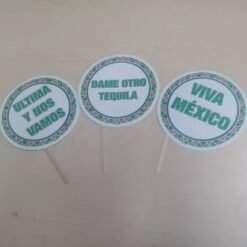 ULTIMA
Y NOS
VAMOS
DAME OTRO
TEQUILA
VIVA
MÉXICO